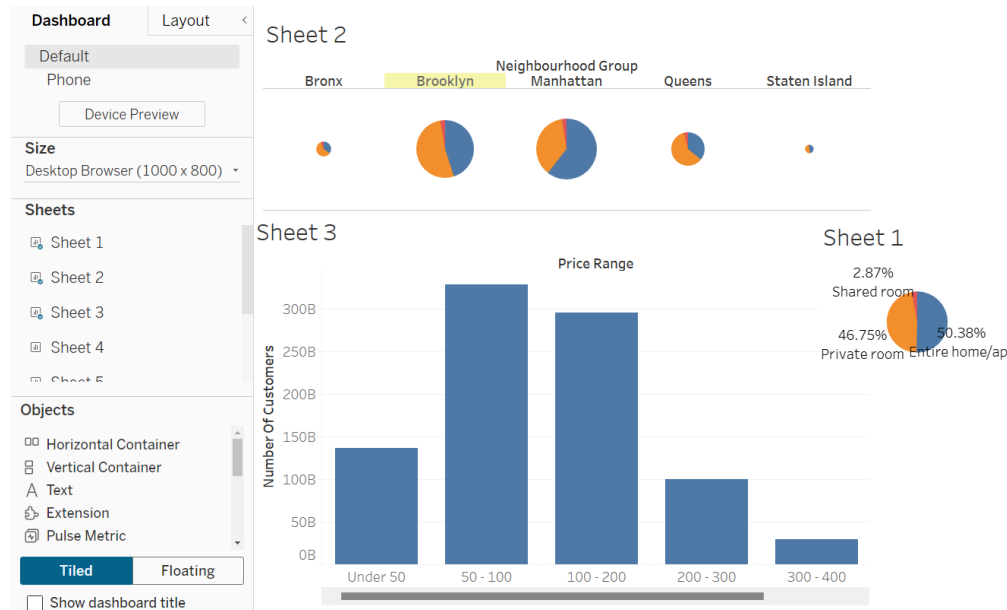 Dashboard
Layout
<
Default
Phone
Device Preview
Size
Desktop Browser (1000 x 800)
Sheets
Sheet 1
Sheet 2
Sheet 3
Sheet 4
Sheet 5
Objects
Horizontal Container
Vertical Container
A Text
Extension
Pulse Metric
Tiled
Floating
Show dashboard title
Sheet 2
Neighbourhood Group
Bronx
Brooklyn
Manhattan
Queens
Staten Island
Sheet 3
Price Range
Number Of Customers
300B
250B
200B
150B
100B
50B
0B
Under 50
50 - 100
100 - 200
200 - 300
300 - 400
Sheet 1
2.87%
Shared room
46.75%
Private room
50.38%
Entire home/ap